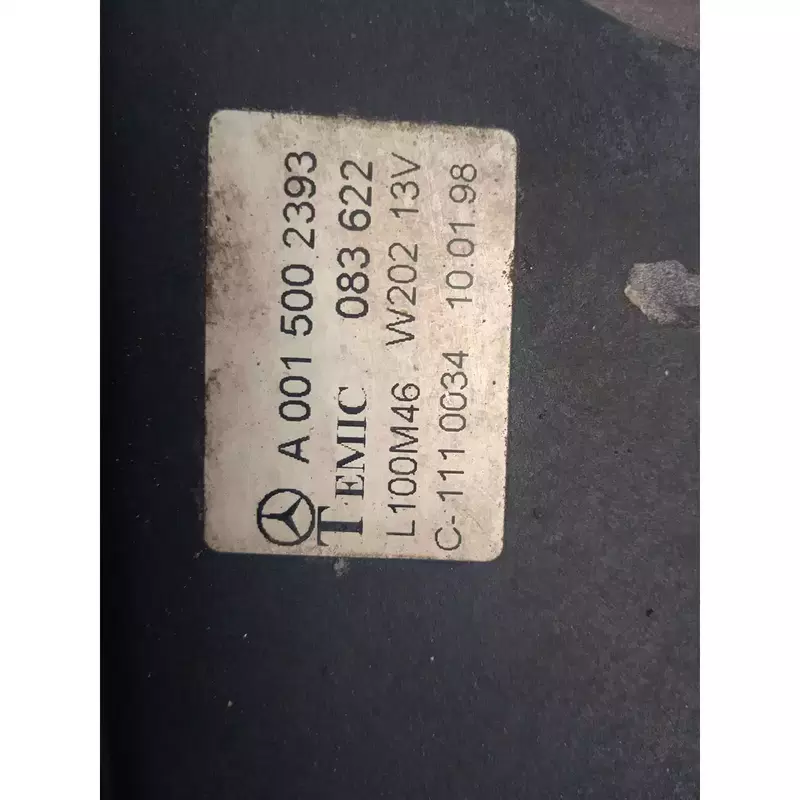 A 001 500 2393
TEMIC 083 622
L100M46 W202 13V
C-111 0034 10.01.98